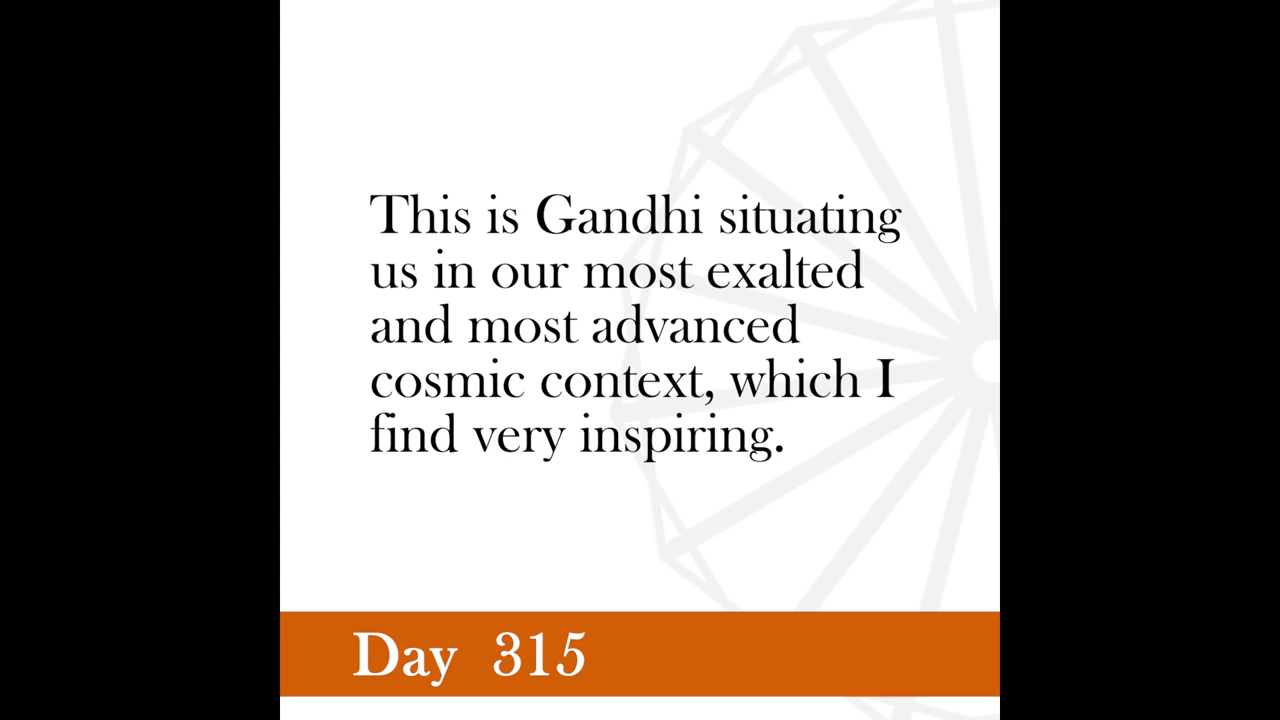 This is Gandhi situating
us in our most exalted
and most advanced
cosmic context, which I
find very inspiring.
Day 315